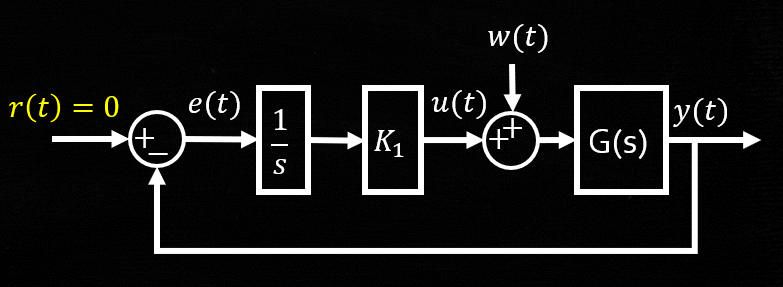 w(t)
r(t) = 0
e(t)
1
s
K₁
u(t)
G(s)
y(t)
+
−
+
+